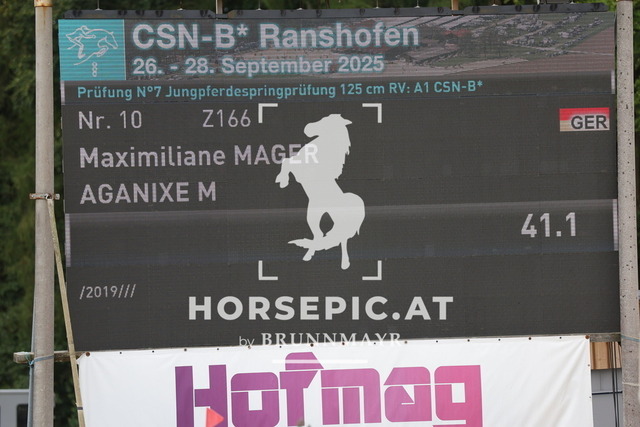 CSN-B* Ranshofen
26. - 28. September 2025
Prüfung N°7 Jungpferdespringprüfung 125 cm RV: A1 CSN-B*
Nr. 10 Z166
GER
Maximiliane MAGER
AGANIXE M
41.1
/2019///
HORSEPIC.AT
by BRUNNMAYR
Hofmag